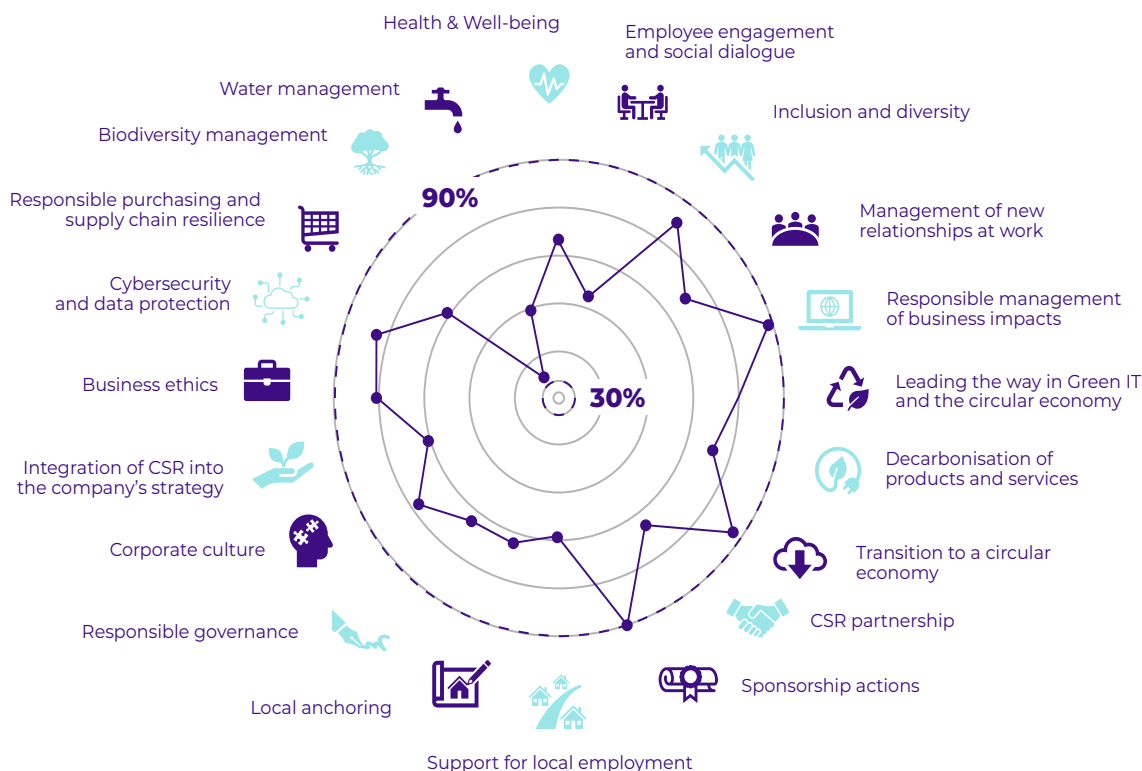 Health & Well-being
Employee engagement
and social dialogue
Inclusion and diversity
Management of new
relationships at work
Responsible management
of business impacts
Leading the way in Green IT
and the circular economy
Decarbonisation of
products and services
Transition to a circular
economy
CSR partnership
Sponsorship actions
Support for local employment
Local anchoring
Responsible governance
Corporate culture
Integration of CSR into
the company’s strategy
Business ethics
Cybersecurity
and data protection
Responsible purchasing and
supply chain resilience
Biodiversity management
Water management
90%
30%